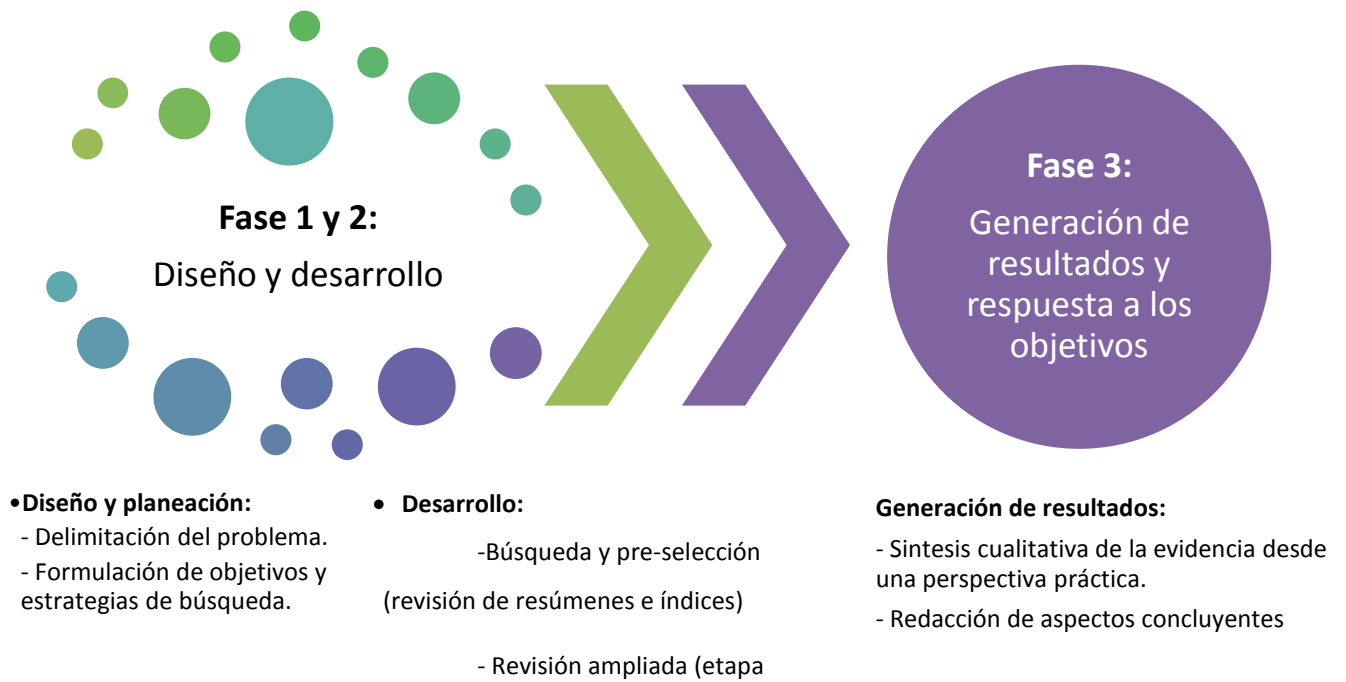 Fase 1 y 2:
Diseño y desarrollo
Fase 3:
Generación de
resultados y
respuesta a los
objetivos
•Diseño y planeación:
- Delimitación del problema.
- Formulación de objetivos y
estrategias de búsqueda.
• Desarrollo:
-Búsqueda y pre-selección
(revisión de resúmenes e índices)
- Revisión ampliada (etapa
Generación de resultados:
- Sintesis cualitativa de la evidencia desde
una perspectiva práctica.
- Redacción de aspectos concluyentes